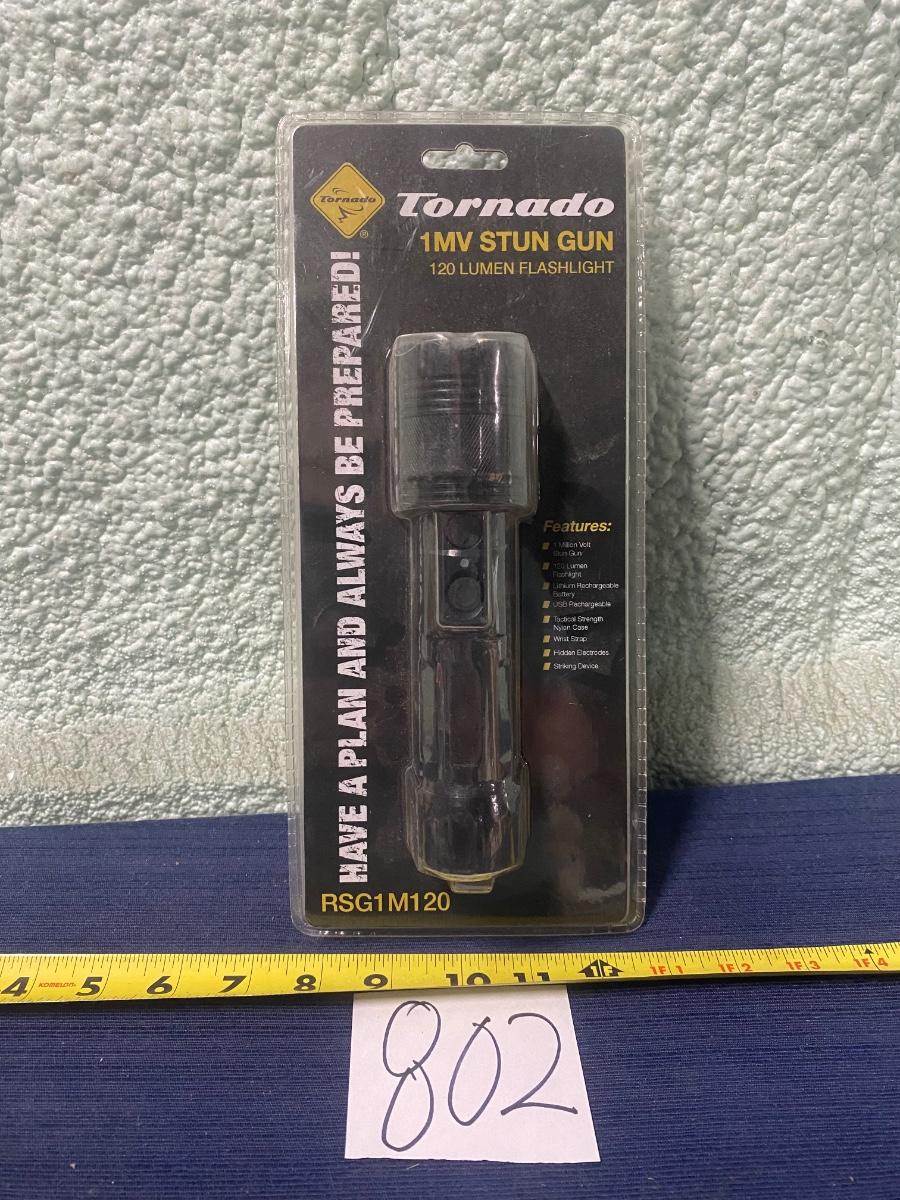 Tornado
®
Tornado
1MV STUN GUN
120 LUMEN FLASHLIGHT
HAVE A PLAN AND ALWAYS BE PREPARED!
Features:
1 Million Volt
Stun Gun
120 Lumen
Flashlight
Lithium Rechargeable
Battery
USB Rechargeable
Tactical Strength
Nylon Case
Wrist Strap
Hidden Electrodes
Striking Device
RSG1M120
4 KOMELON 5 6 7 8 9 10 11 1F 1F1 1F2 1F3 1F4
802